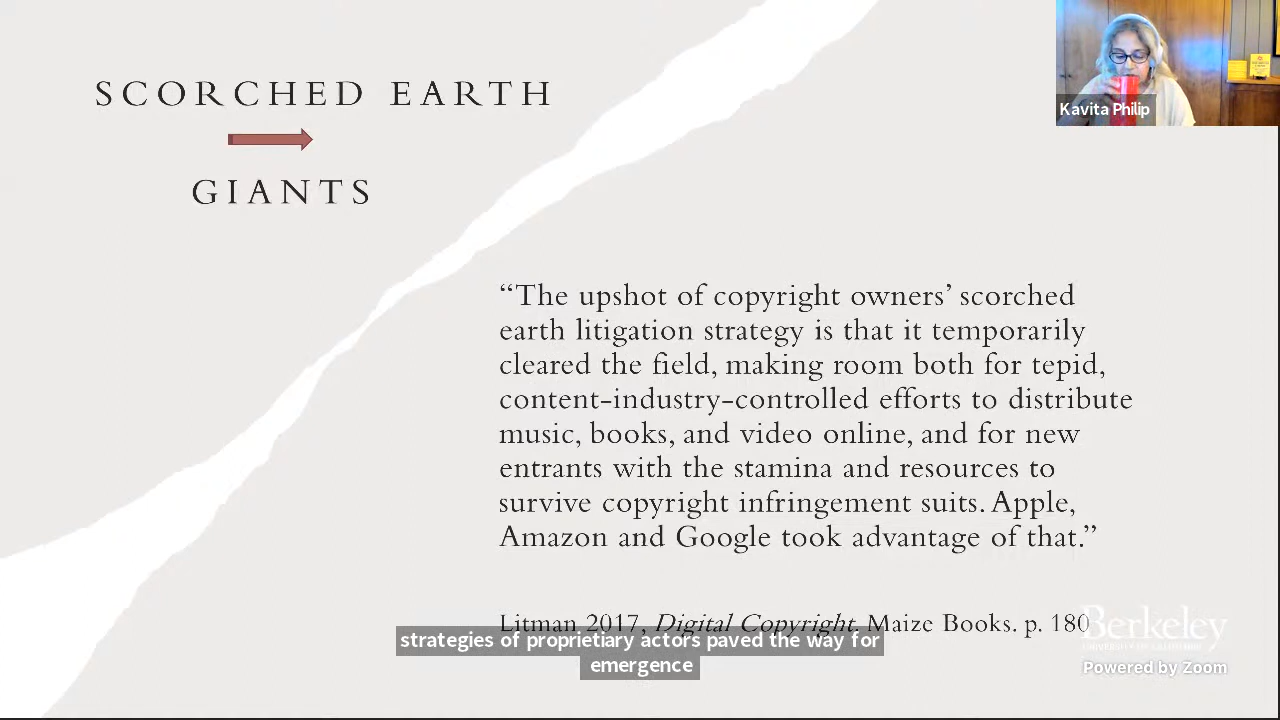 SCORCHED EARTH
GIANTS
Kavita Philip
“The upshot of copyright owners’ scorched
earth litigation strategy is that it temporarily
cleared the field, making room both for tepid,
content-industry-controlled efforts to distribute
music, books, and video online, and for new
entrants with the stamina and resources to
survive copyright infringement suits. Apple,
Amazon and Google took advantage of that.”
Litman 2017, Digital Copyright. Maize Books. p. 180
strategies of proprietiary actors paved the way for
emergence
Berkeley
Powered by Zoom